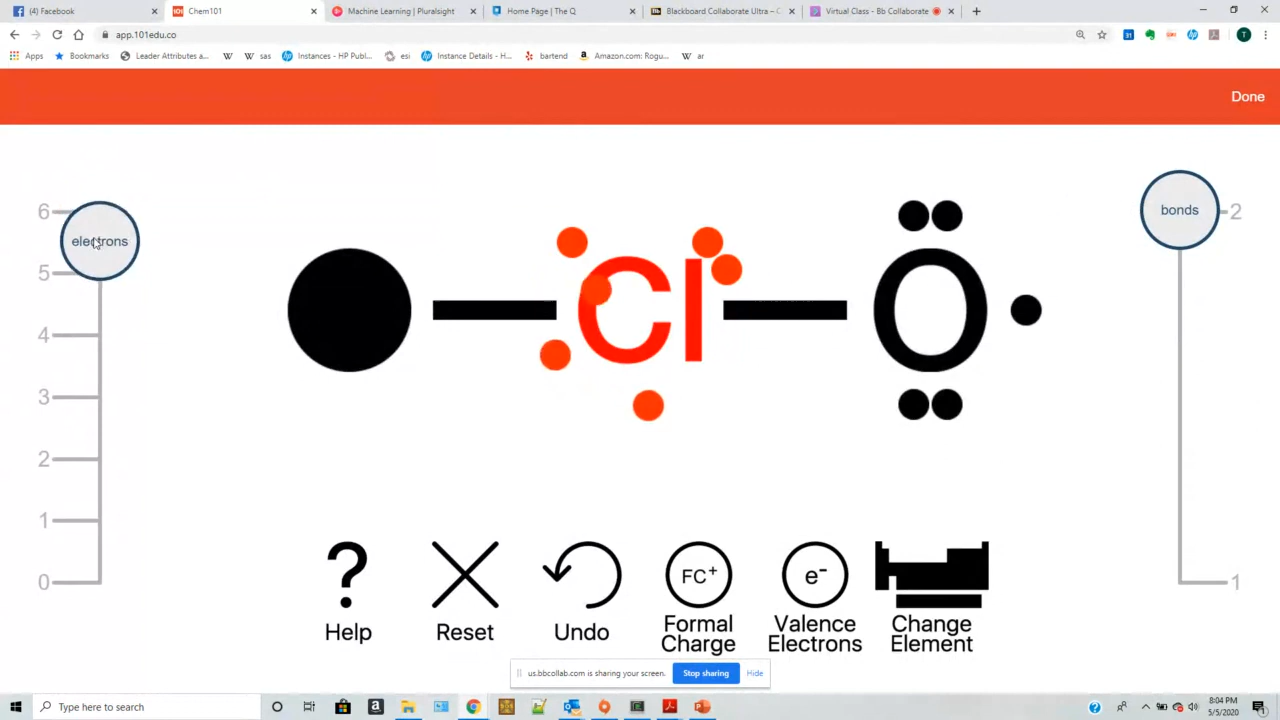 (4) Facebook
101 Chem101
Machine Learning | Pluralsight
Home Page | The Q
Blackboard Collaborate Ultra – C
Virtual Class - Bb Collaborate
app.101edu.co
Apps Bookmarks Leader Attributes a... sas Instances - HP Publ... esi Instance Details - H... bartend Amazon.com: Rogu... ar
Done
6 electrons
5
4
3
2
1
0
Cl
O
bonds 2
1
? FC+ e-
Help Reset Undo Formal Charge Valence Electrons Change Element
us.bbcollab.com is sharing your screen. Stop sharing Hide
Type here to search
8:04 PM
5/5/2020